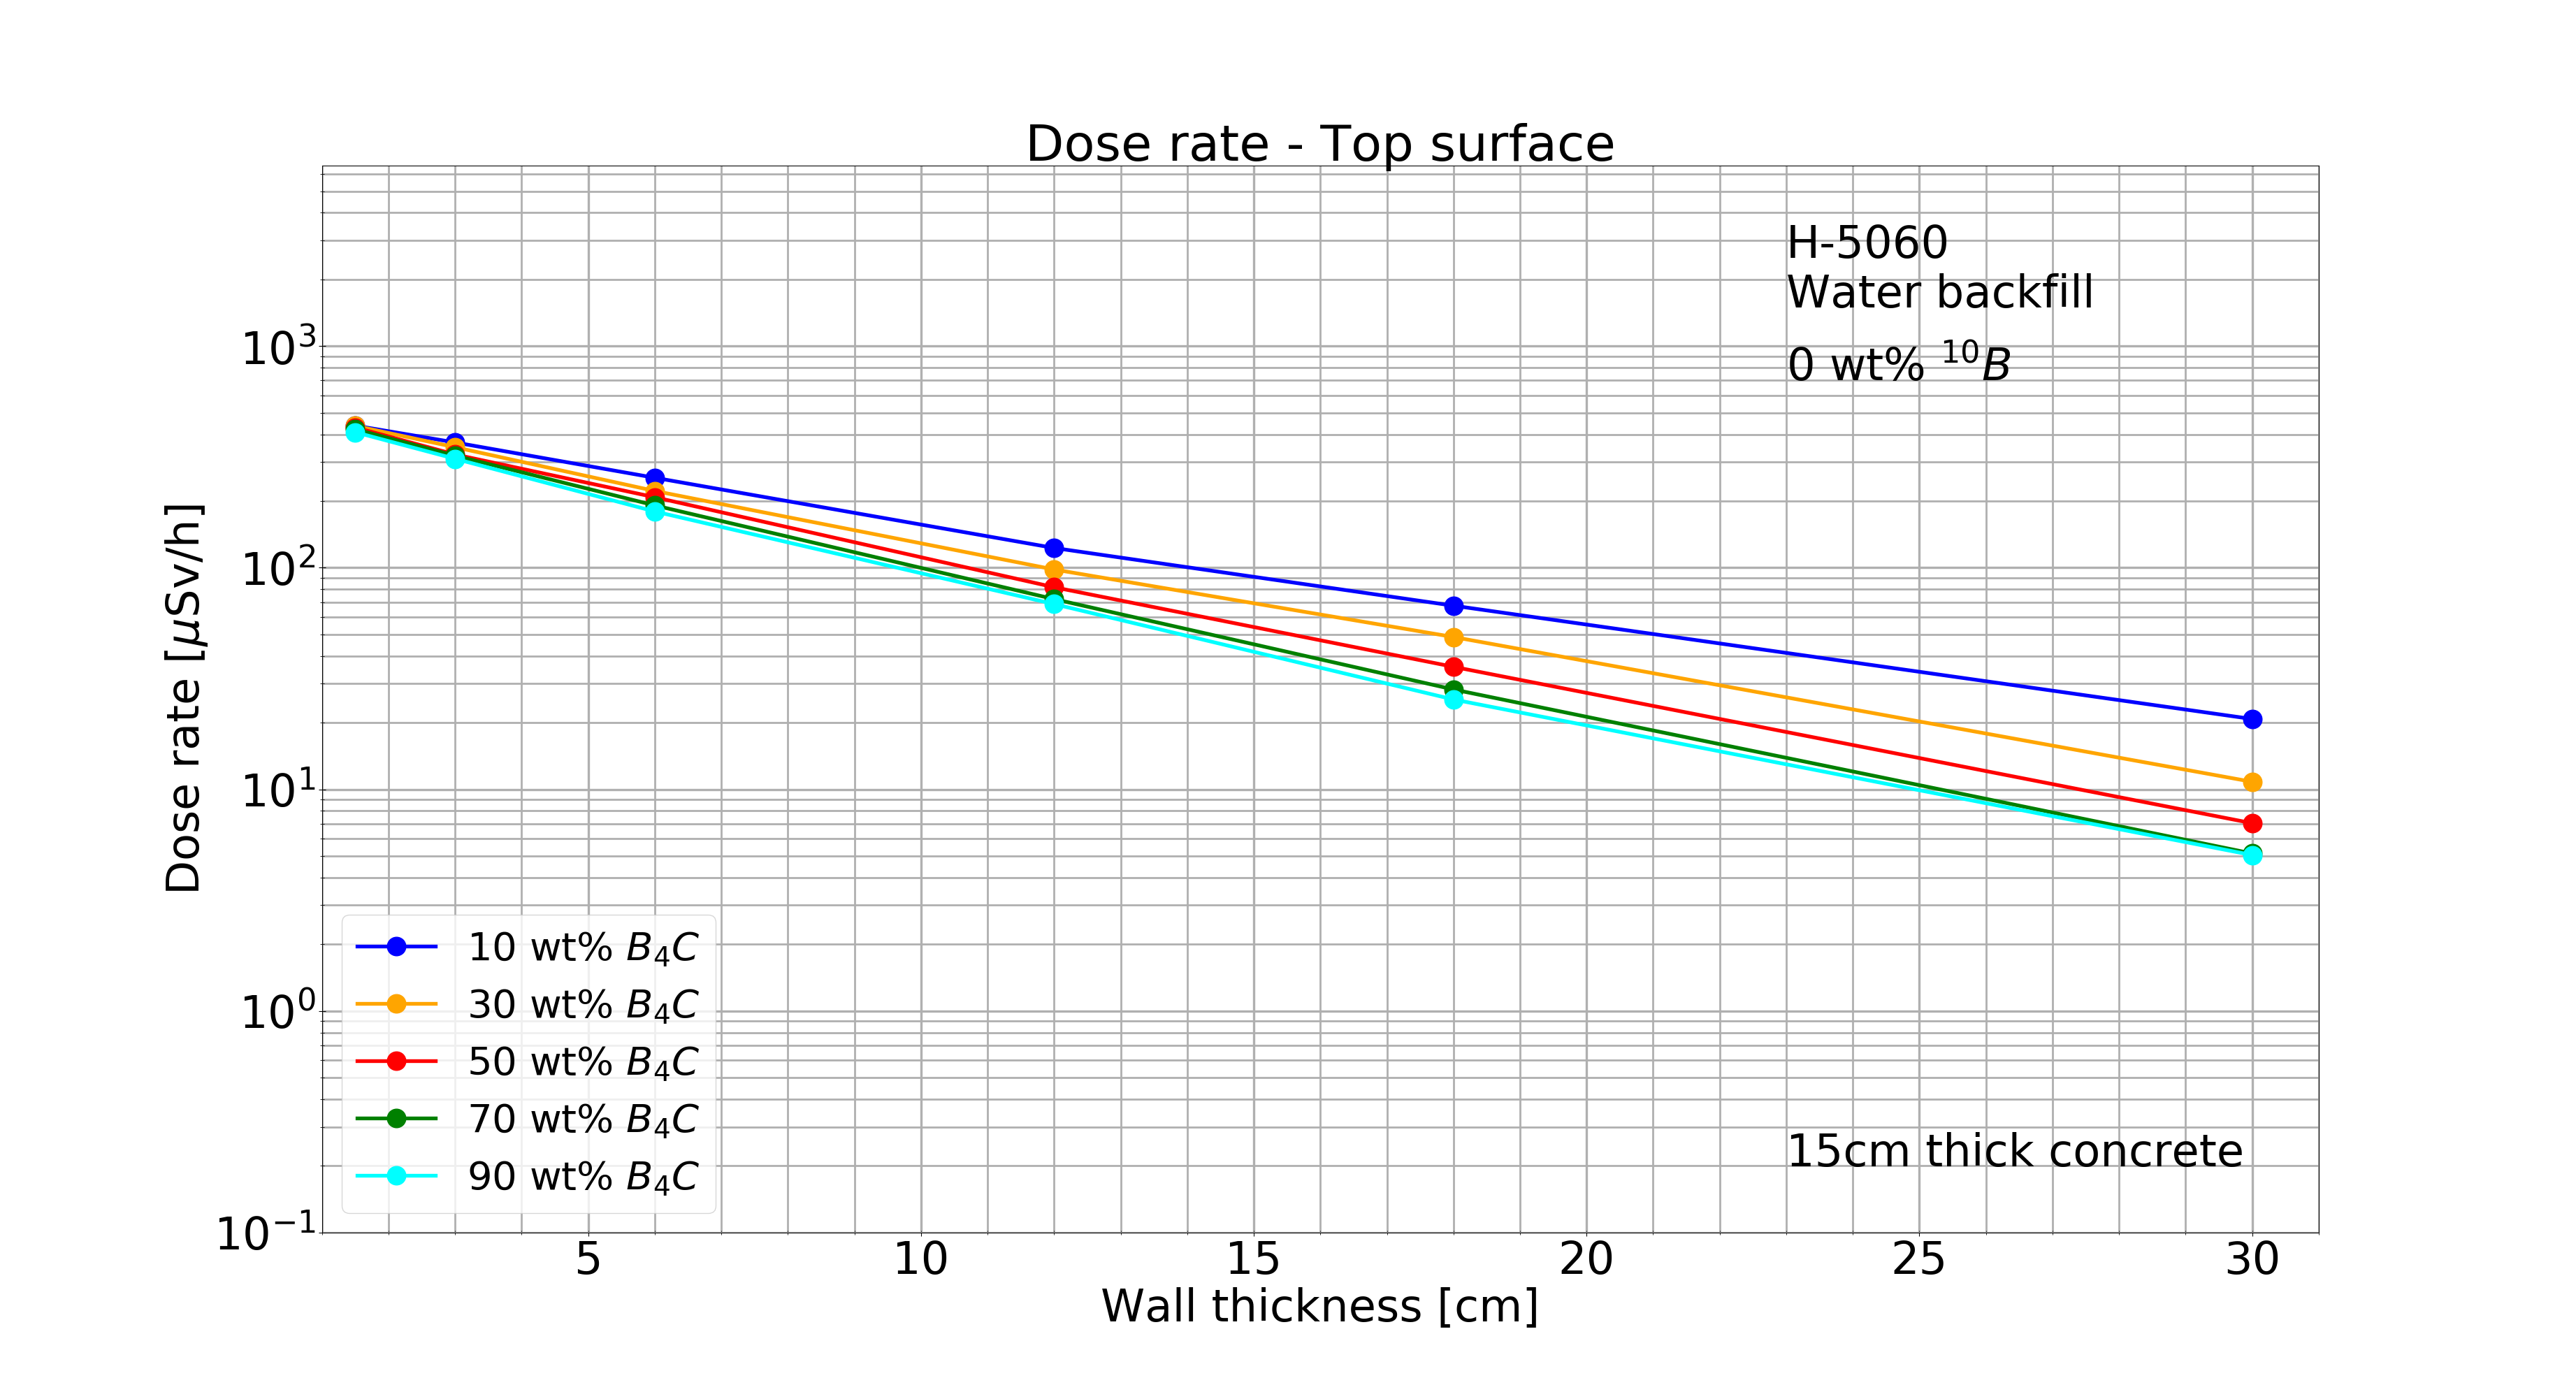 Dose rate - Top surface
H-5060
Water backfill
0 wt% ¹⁰B
10³
10²
10¹
10⁰
10⁻¹
Dose rate [μSv/h]
10 wt% B₄C
30 wt% B₄C
50 wt% B₄C
70 wt% B₄C
90 wt% B₄C
15cm thick concrete
5 10 15 20 25 30
Wall thickness [cm]